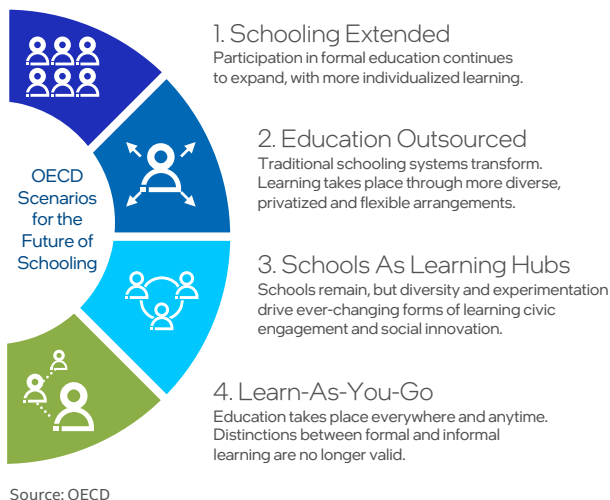 OECD
Scenarios
for the
Future of
Schooling
1. Schooling Extended
Participation in formal education continues
to expand, with more individualized learning.
2. Education Outsourced
Traditional schooling systems transform.
Learning takes place through more diverse,
privatized and flexible arrangements.
3. Schools As Learning Hubs
Schools remain, but diversity and experimentation
drive ever-changing forms of learning civic
engagement and social innovation.
4. Learn-As-You-Go
Education takes place everywhere and anytime.
Distinctions between formal and informal
learning are no longer valid.
Source: OECD